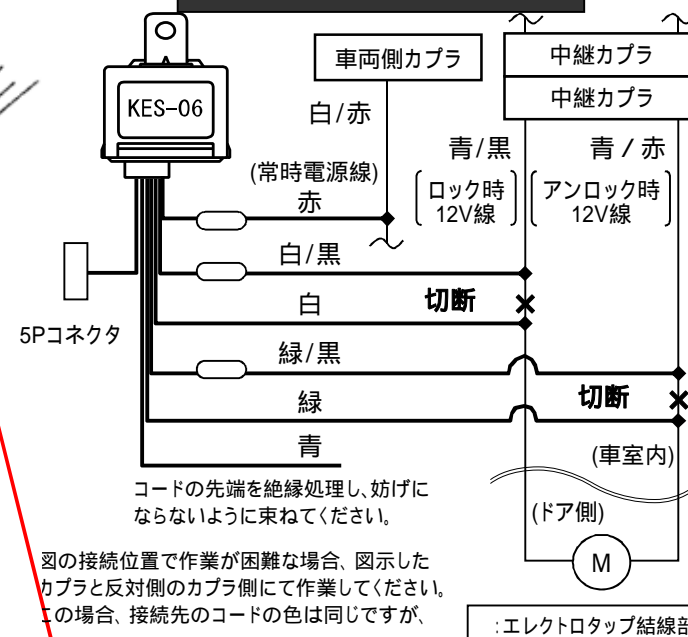 車両側カプラ
中継カプラ
中継カプラ
KES-06
白/赤
青/黒
青/赤
(常時電源線)
赤
ロック時
12V線
アンロック時
12V線
白/黒
白
切断
5Pコネクタ
緑/黒
緑
切断
青
(車室内)
コードの先端を絶縁処理し、妨げに
ならないように束ねてください。
(ドア側)
M
図の接続位置で作業が困難な場合、図示した
カプラと反対側のカプラ側にて作業してください。
この場合、接続先のコードの色は同じですが、
:エレクトロタップ結線部